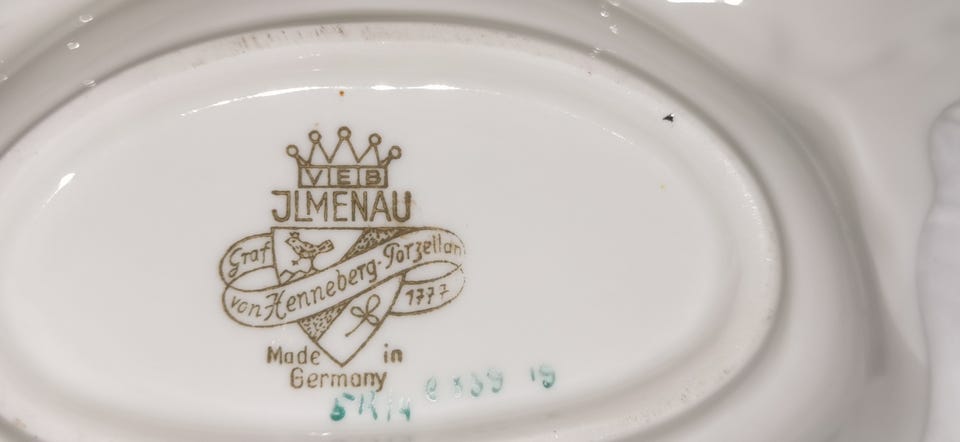 VEB
JLMENAU
Graf
von Henneberg-Porzellan
1777
Made in
Germany